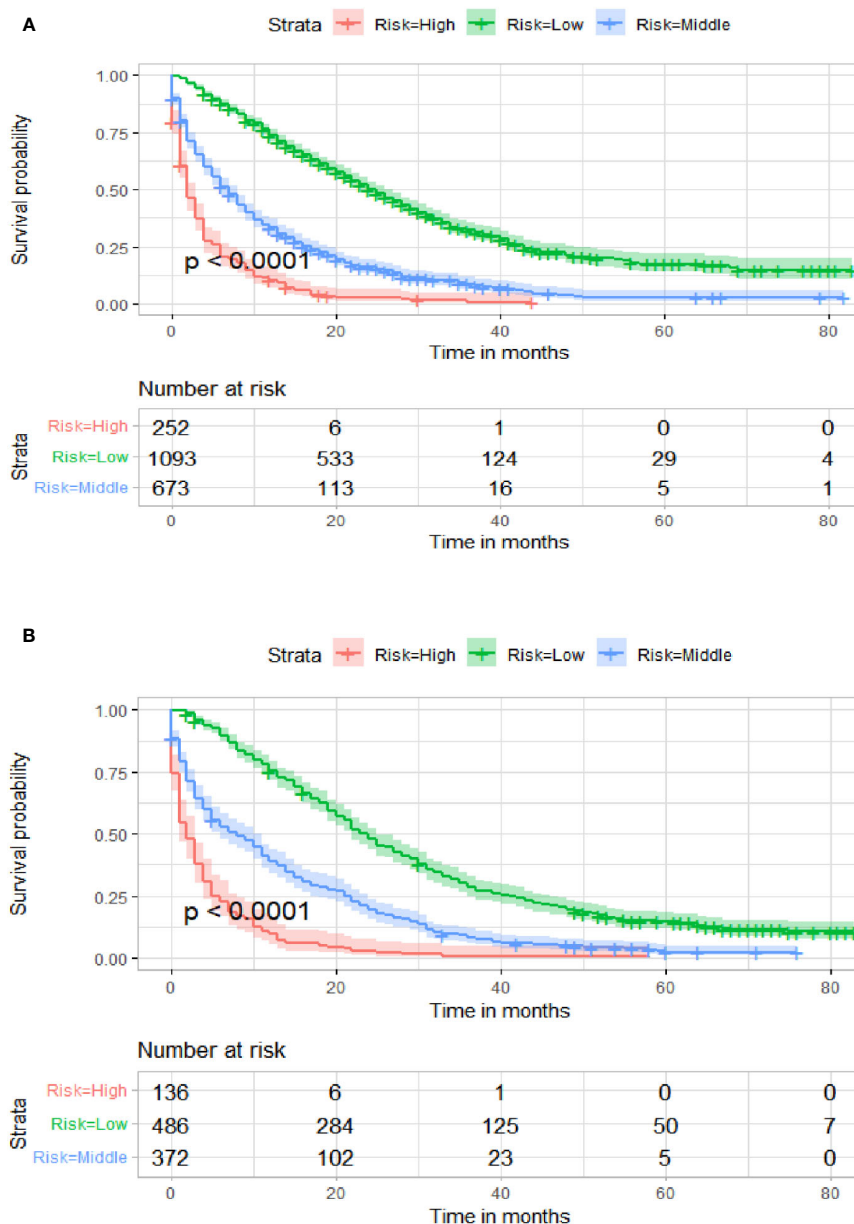 A
Strata Risk=High Risk=Low Risk=Middle
1.00
0.75
0.50
0.25
0.00
Survival probability
p < 0.0001
0 20 40 60 80
Time in months
Number at risk
Strata
Risk=High 252 6 1 0 0
Risk=Low 1093 533 124 29 4
Risk=Middle 673 113 16 5 1
0 20 40 60 80
Time in months
B
Strata Risk=High Risk=Low Risk=Middle
1.00
0.75
0.50
0.25
0.00
Survival probability
p < 0.0001
0 20 40 60 80
Time in months
Number at risk
Strata
Risk=High 136 6 1 0 0
Risk=Low 486 284 125 50 7
Risk=Middle 372 102 23 5 0
0 20 40 60 80
Time in months